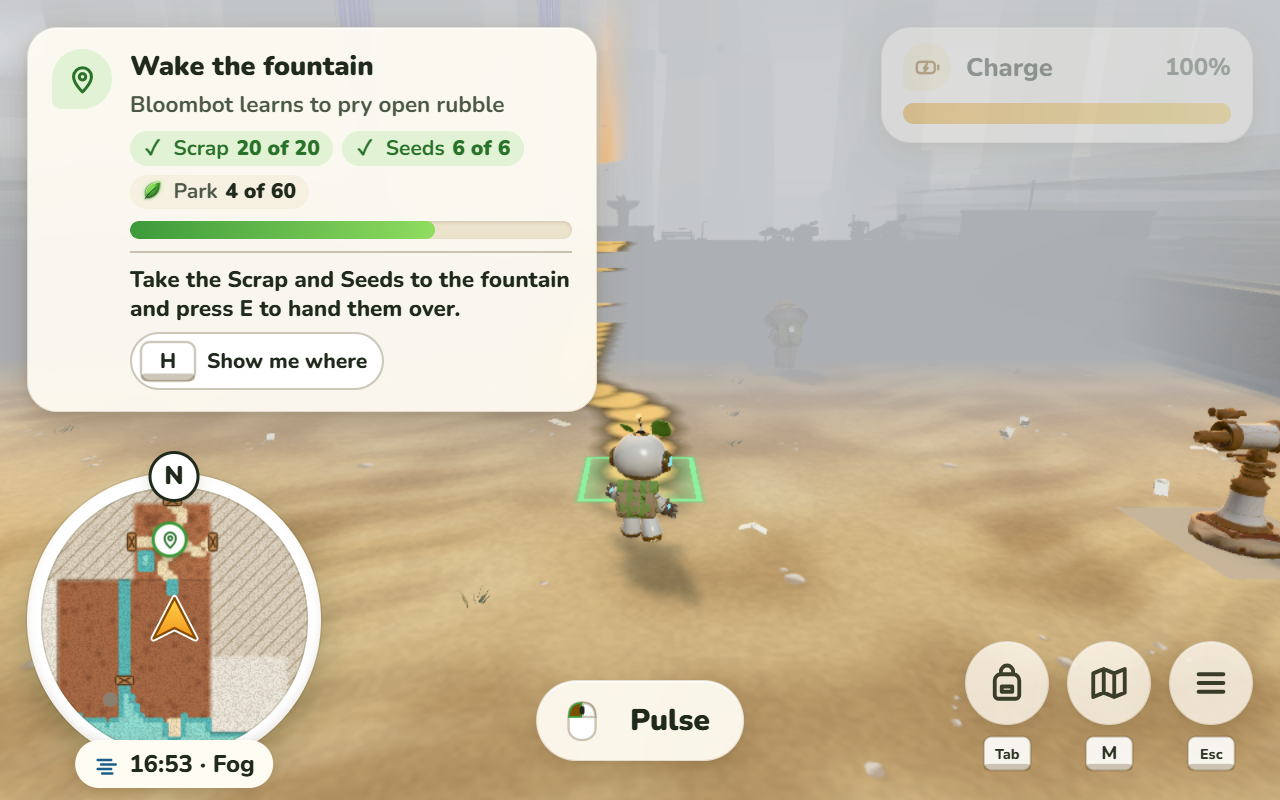 Wake the fountain
Bloombot learns to pry open rubble
Scrap 20 of 20
Seeds 6 of 6
Park 4 of 60
Take the Scrap and Seeds to the fountain
and press E to hand them over.
H Show me where
Charge 100%
N
16:53 · Fog
Pulse
Tab
M
Esc